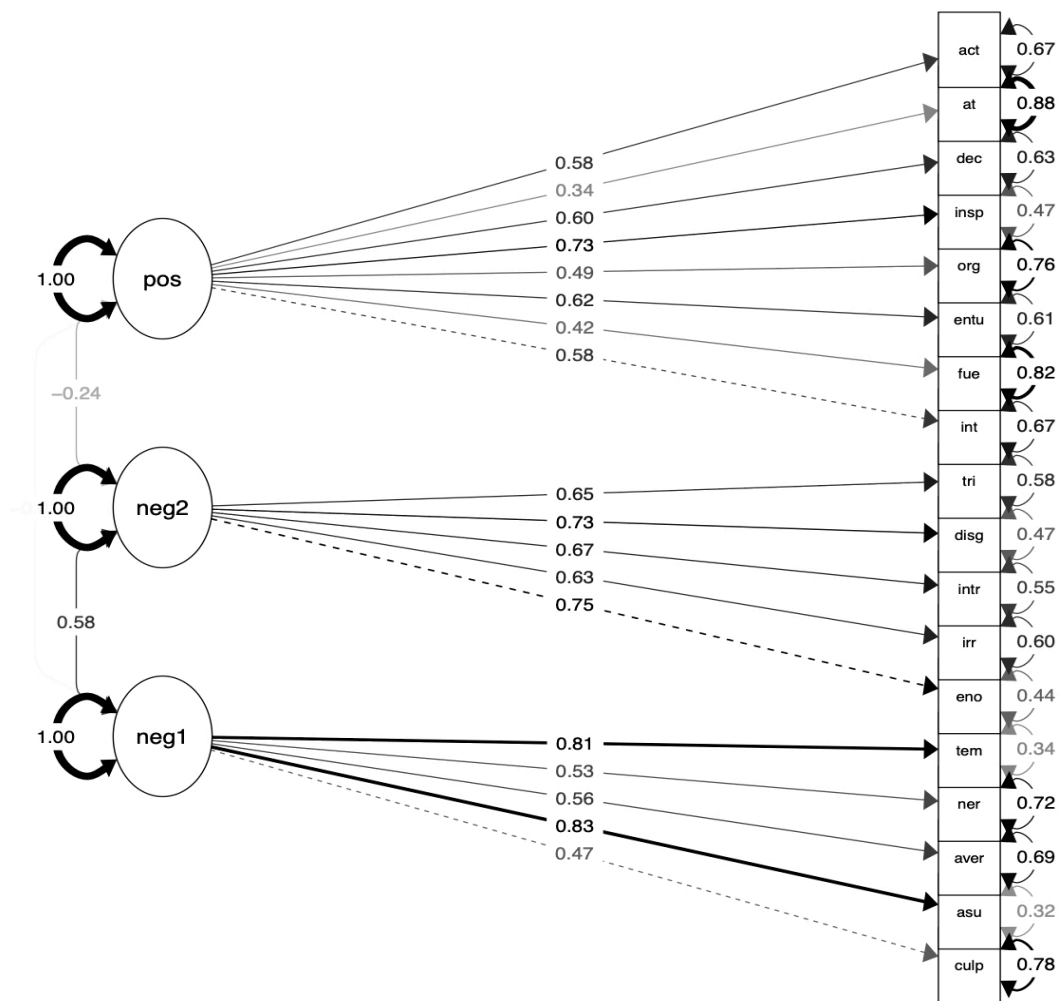 act
0.67
at
0.88
dec
0.63
0.58
0.34
insp
0.47
0.60
0.73
org
0.76
0.49
1.00
pos
0.62
entu
0.61
0.42
fue
0.82
0.58
−0.24
int
0.67
tri
0.58
0.65
1.00
neg2
0.73
disg
0.47
0.67
intr
0.55
0.63
0.75
irr
0.60
0.58
eno
0.44
1.00
neg1
0.81
tem
0.34
0.53
ner
0.72
0.56
0.83
aver
0.69
0.47
asu
0.32
culp
0.78